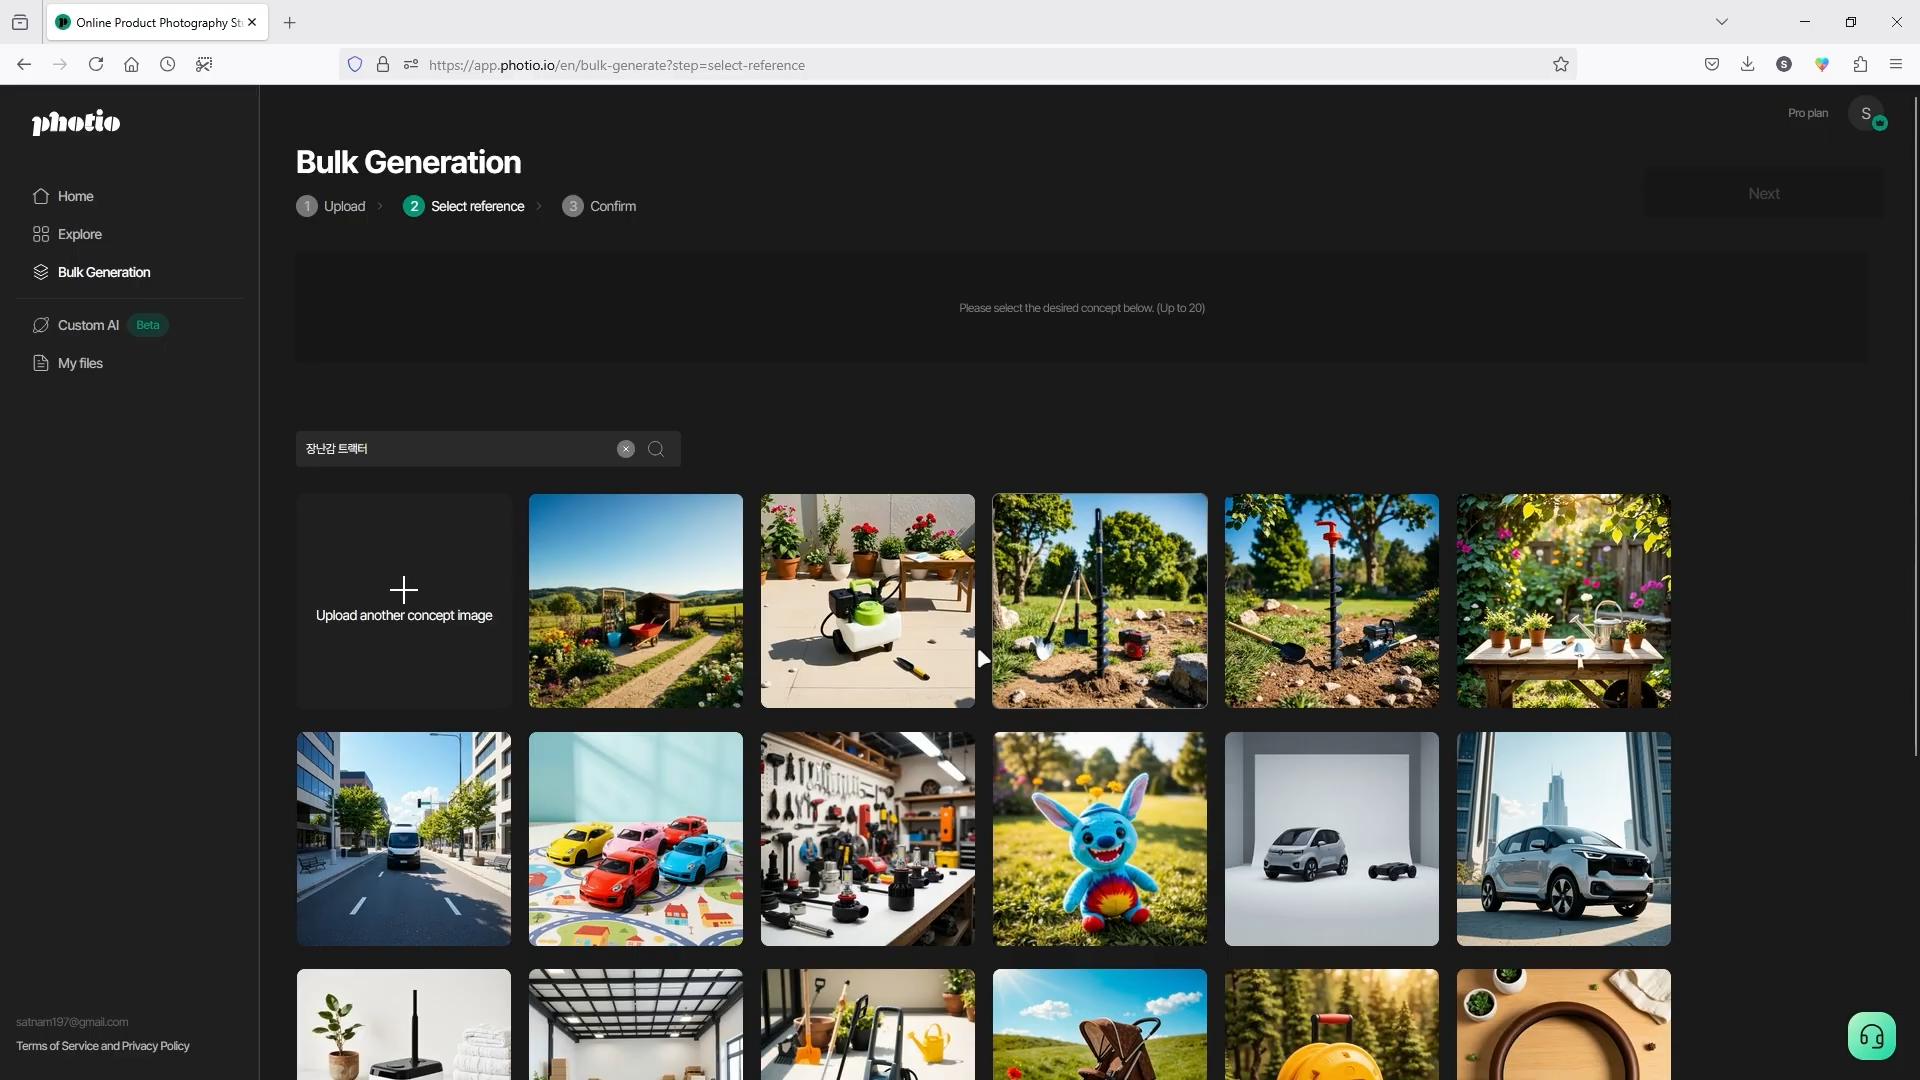 Online Product Photography St
https://app.photio.io/en/bulk-generate?step=select-reference
S
photio
Pro plan
S
Home
Explore
Bulk Generation
Custom AI Beta
My files
Bulk Generation
1 Upload
2 Select reference
3 Confirm
Next
Please select the desired concept below. (Up to 20)
장난감 트랙터
Upload another concept image
satnam197@gmail.com
Terms of Service and Privacy Policy